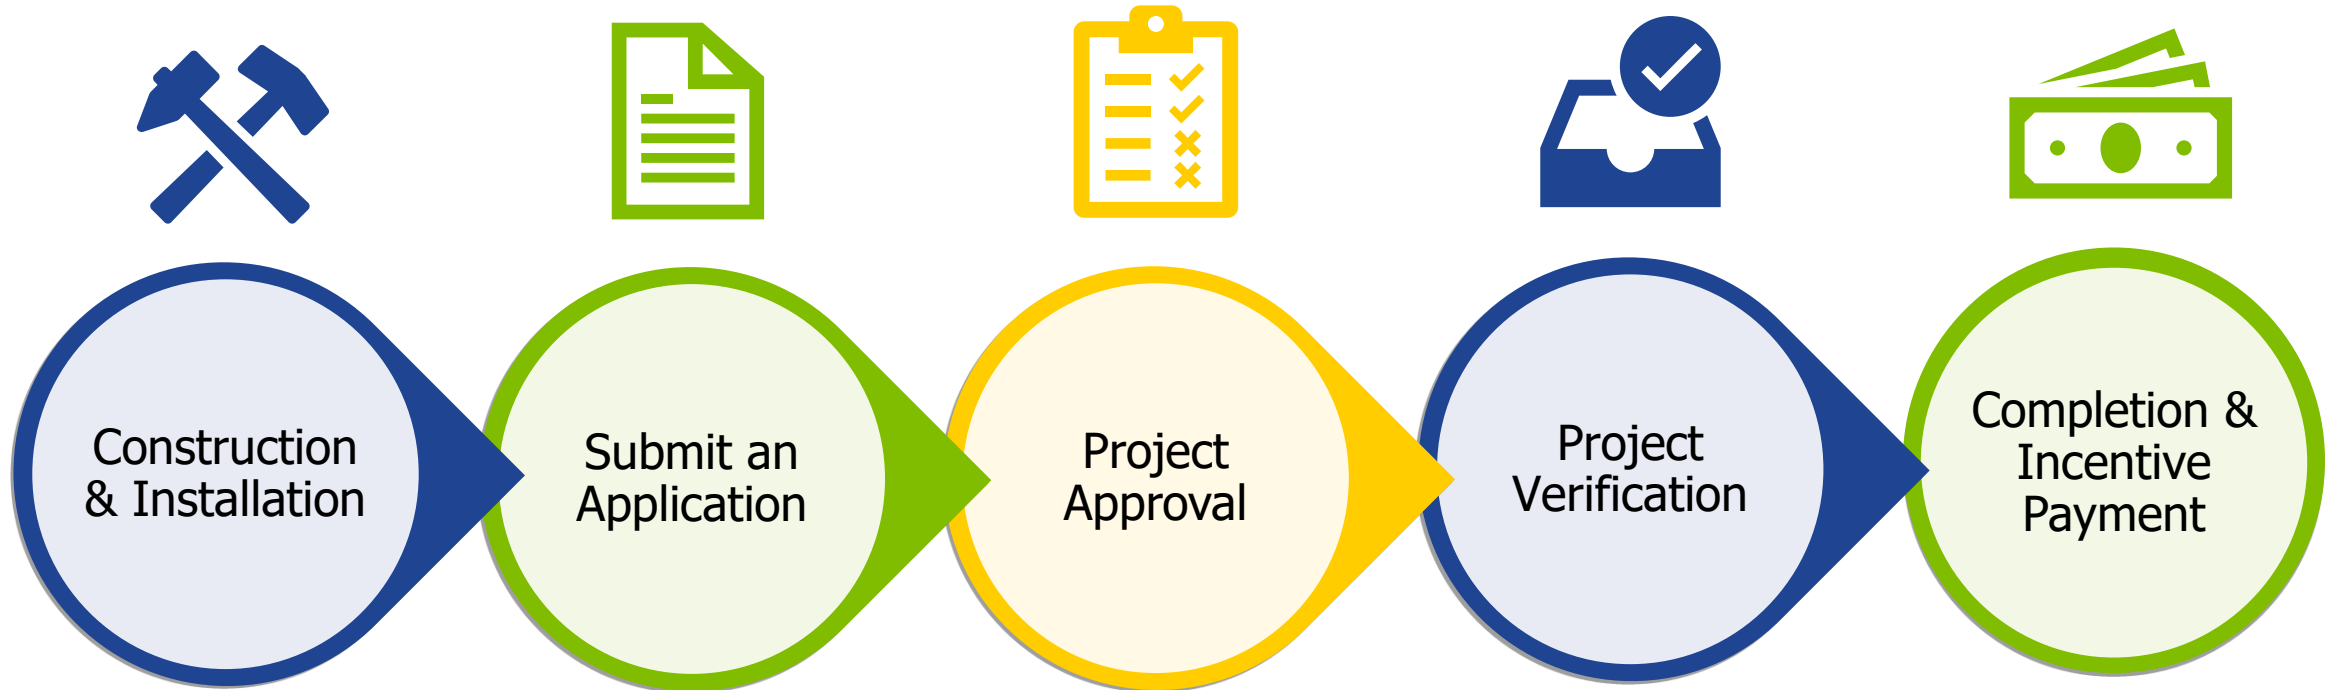 Construction
& Installation
Submit an
Application
Project
Approval
Project
Verification
Completion &
Incentive
Payment